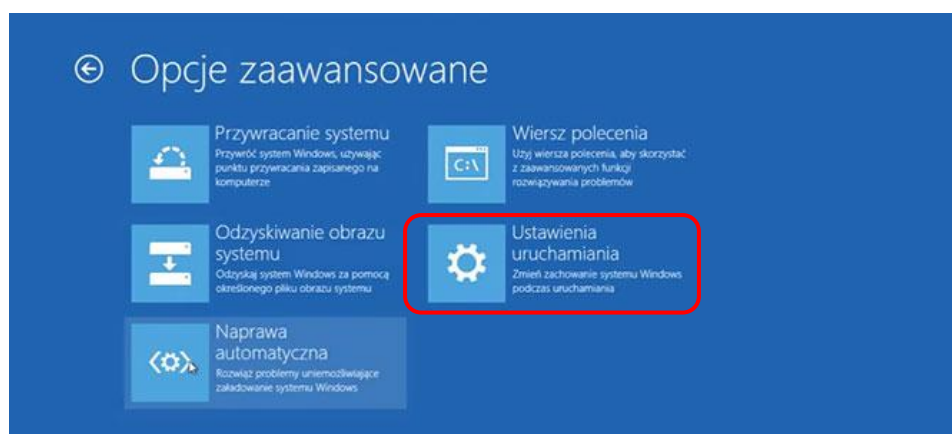 Opcje zaawansowane
Przywracanie systemu
Przywróć system Windows, używając
punktu przywracania zapisanego na
komputerze
Wiersz polecenia
Użyj wiersza polecenia, aby skorzystać
z zaawansowanych funkcji
rozwiązywania problemów
C:\
Odzyskiwanie obrazu
systemu
Odzyskaj system Windows za pomocą
określonego pliku obrazu systemu
Ustawienia
uruchamiania
Zmień zachowanie systemu Windows
podczas uruchamiania
Naprawa
automatyczna
Rozwiąż problemy uniemożliwiające
załadowanie systemu Windows